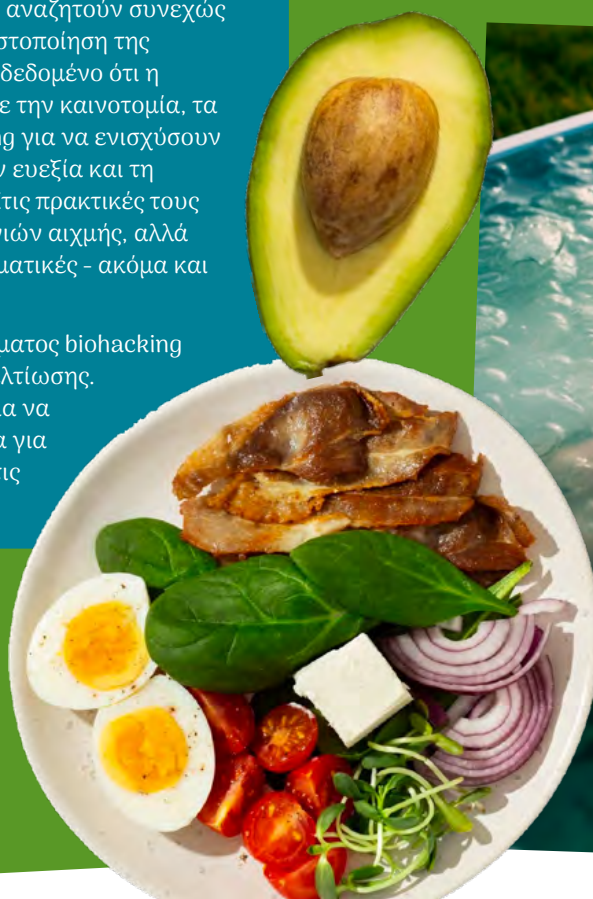 αναζητούν συνεχώς
στοποίηση της
δεδομένο ότι η
ε την καινοτομία, τα
ng για να ενισχύσουν
ν ευεξία και τη
τις πρακτικές τους
νιών αιχμής, αλλά
ματικές - ακόμα και
ματος biohacking
λτίωσης.
α να
α για
τις